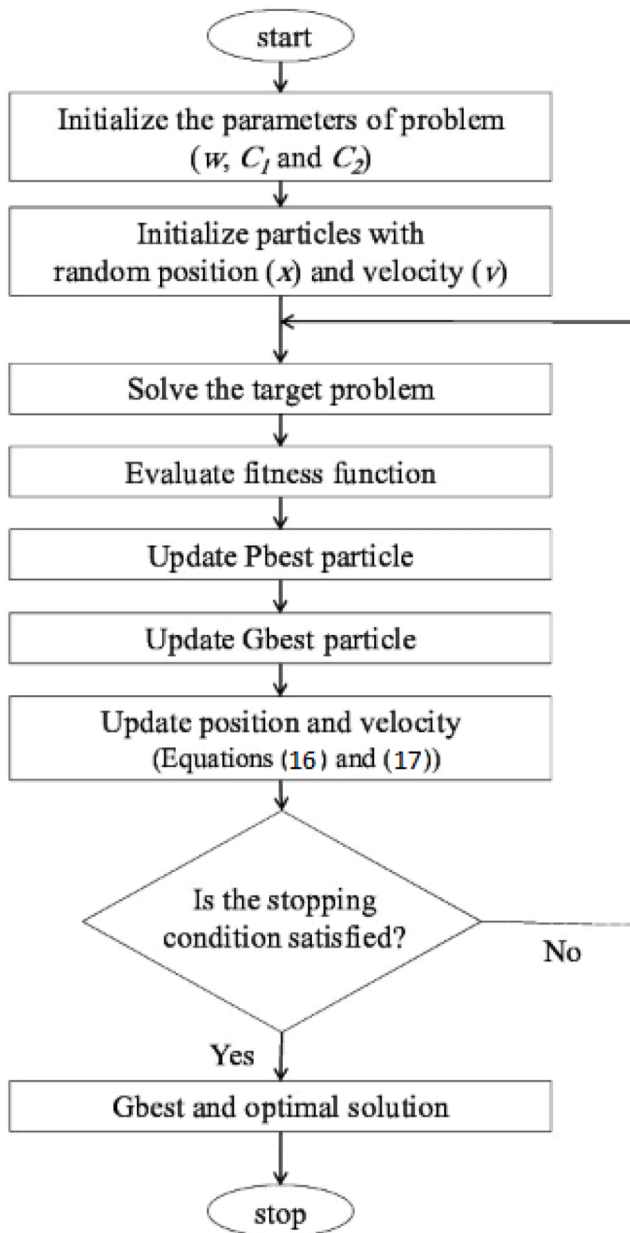 start
Initialize the parameters of problem
(w, C₁ and C₂)
Initialize particles with
random position (x) and velocity (v)
Solve the target problem
Evaluate fitness function
Update Pbest particle
Update Gbest particle
Update position and velocity
(Equations (16) and (17))
Is the stopping
condition satisfied?
No
Yes
Gbest and optimal solution
stop